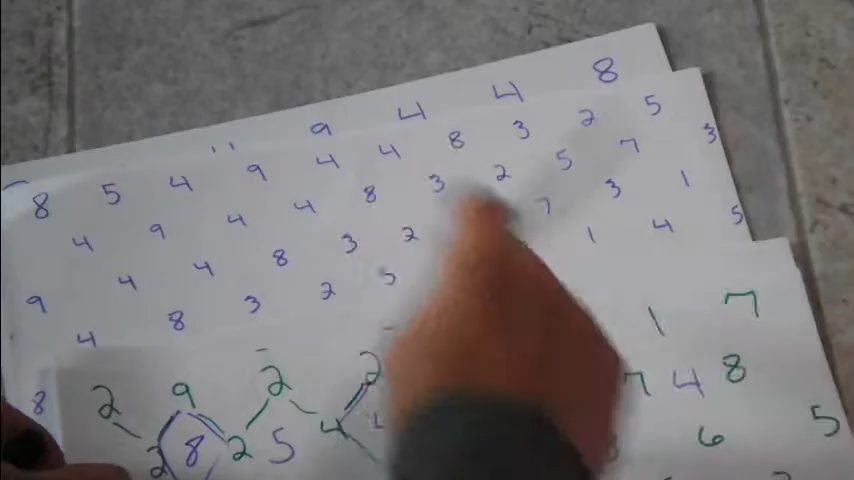 9 4 4 8
8 5 4 9 4 4 8 3 2 5
4 9 4 4 8 3 2 5 7 3
9 4 4 8 3 2 7 3 1
4 8 3 2 5 1 4 5
1 7
8 2 9 2 2 7 4 8
2 8 2 5 4 6 5